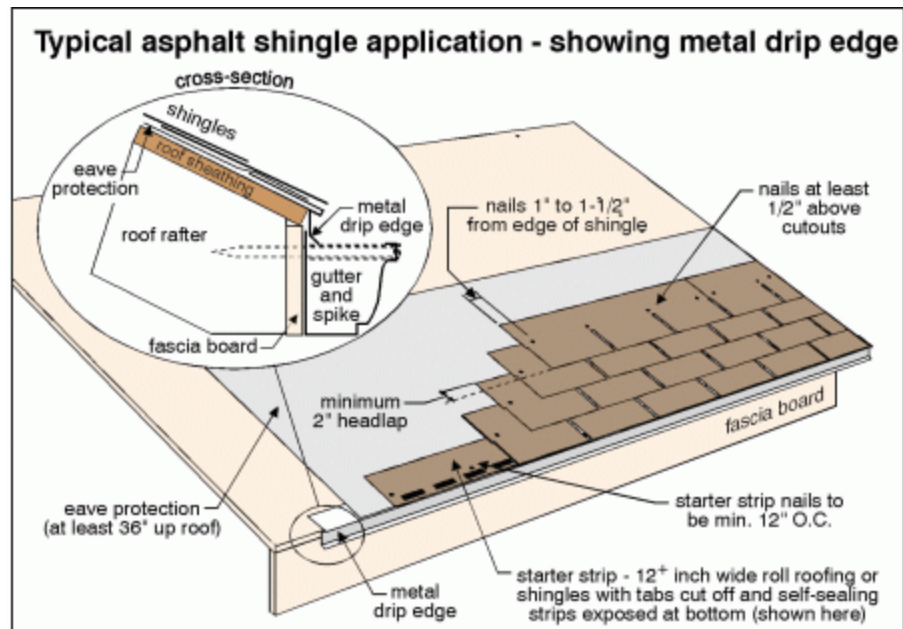 Typical asphalt shingle application - showing metal drip edge
cross-section
shingles
roof sheathing
eave
protection
roof rafter
metal
drip edge
gutter
and
spike
fascia board
nails 1" to 1-1/2"
from edge of shingle
nails at least
1/2" above
cutouts
minimum
2" headlap
fascia board
eave protection
(at least 36" up roof)
starter strip nails to
be min. 12" O.C.
metal
drip edge
starter strip - 12+ inch wide roll roofing or
shingles with tabs cut off and self-sealing
strips exposed at bottom (shown here)